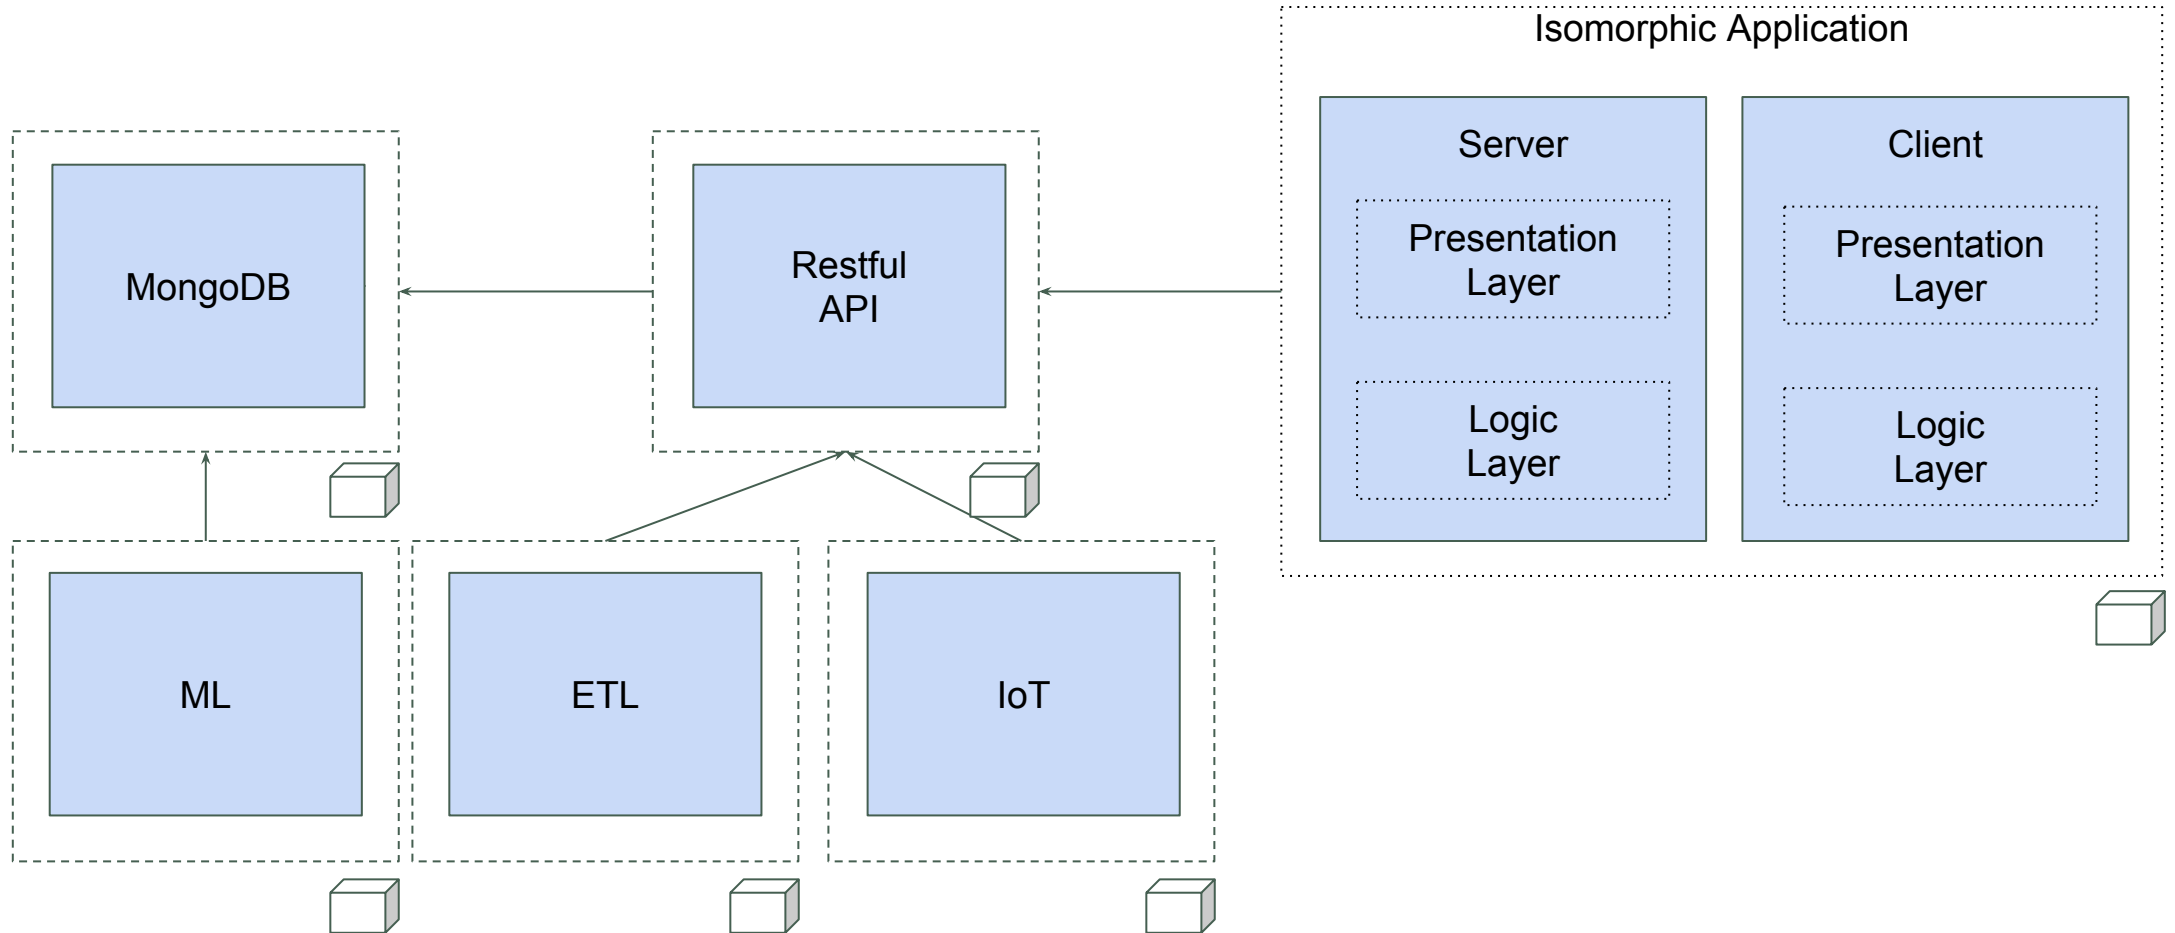 Isomorphic Application
MongoDB
Restful
API
Server
Presentation
Layer
Logic
Layer
Client
Presentation
Layer
Logic
Layer
ML
ETL
IoT